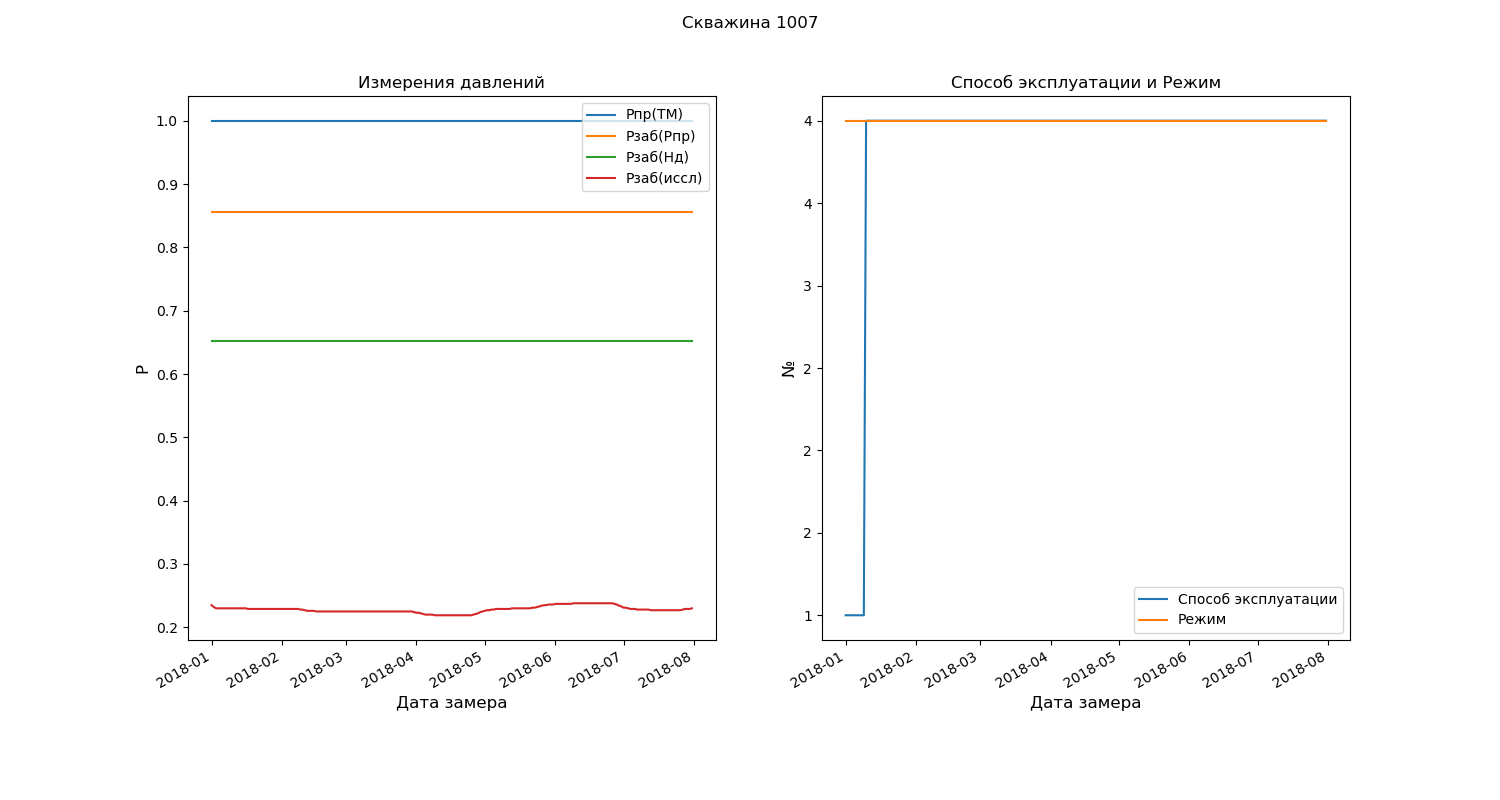 Скважина 1007
Измерения давлений
Pпр(ТМ)
Pзаб(Pпр)
Pзаб(Нд)
Pзаб(иссл)
1.0
0.9
0.8
0.7
0.6
0.5
0.4
0.3
0.2
P
2018-01 2018-02 2018-03 2018-04 2018-05 2018-06 2018-07 2018-08
Дата замера
Способ эксплуатации и Режим
4
4
3
2
2
2
1
№
Способ эксплуатации
Режим
2018-01 2018-02 2018-03 2018-04 2018-05 2018-06 2018-07 2018-08
Дата замера